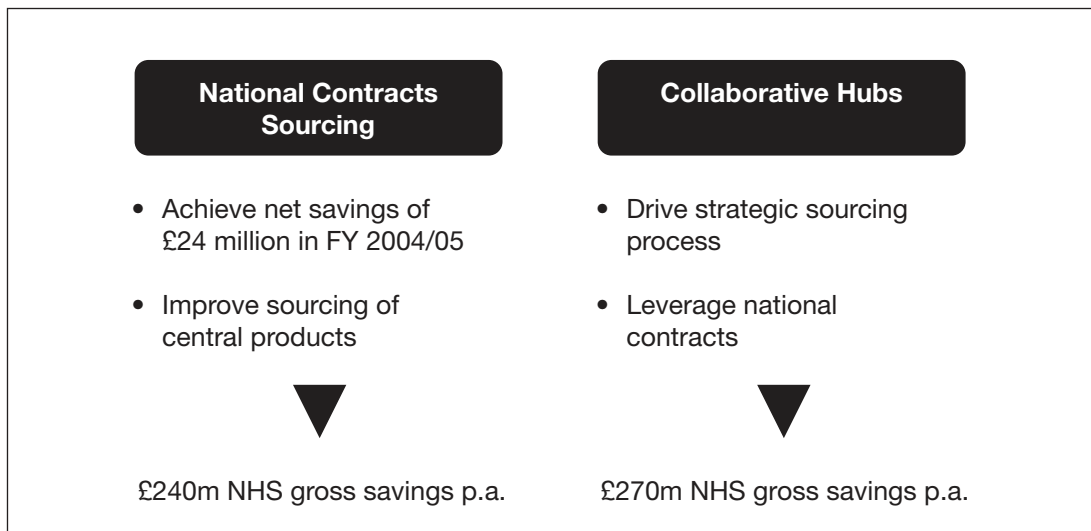 National Contracts
Sourcing
• Achieve net savings of
£24 million in FY 2004/05
• Improve sourcing of
central products
£240m NHS gross savings p.a.
Collaborative Hubs
• Drive strategic sourcing
process
• Leverage national
contracts
£270m NHS gross savings p.a.